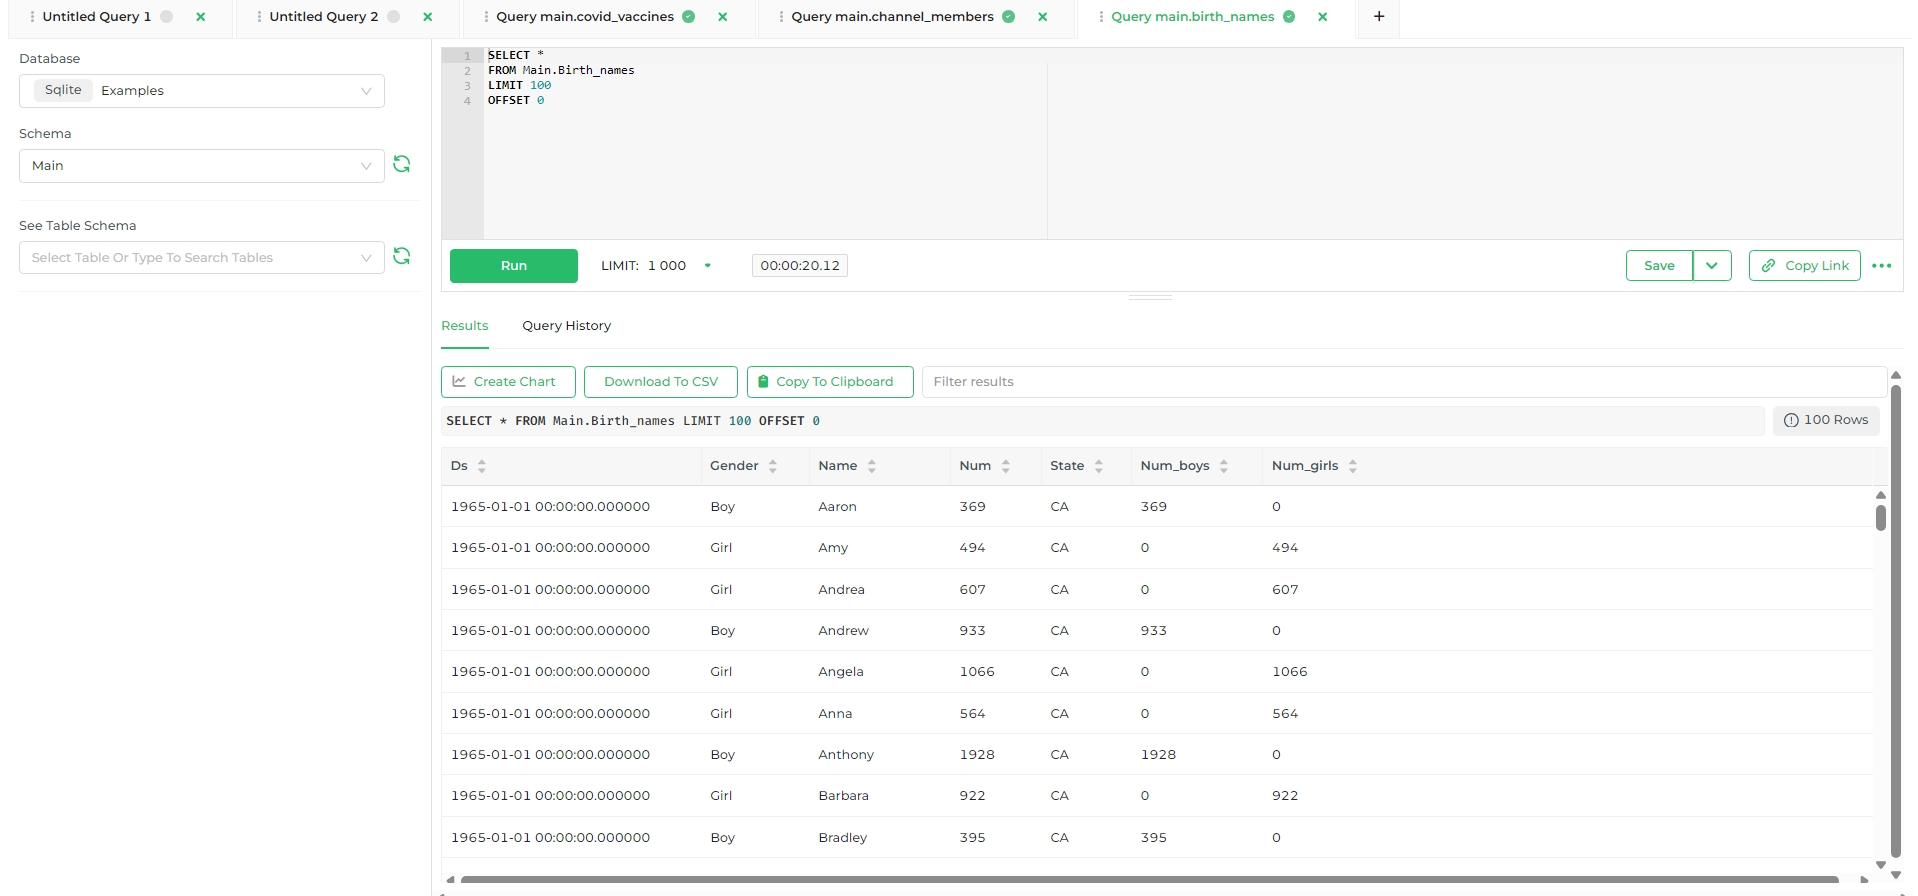 Untitled Query 1
Untitled Query 2
Query main.covid_vaccines
Query main.channel_members
Query main.birth_names
+
Database
Sqlite Examples
Schema
Main
See Table Schema
Select Table Or Type To Search Tables
1 SELECT *
2 FROM Main.Birth_names
3 LIMIT 100
4 OFFSET 0
Run LIMIT: 1 000 00:00:20.12 Save Copy Link
Results Query History
Create Chart Download To CSV Copy To Clipboard Filter results
SELECT * FROM Main.Birth_names LIMIT 100 OFFSET 0 100 Rows
Ds Gender Name Num State Num_boys Num_girls
1965-01-01 00:00:00.000000 Boy Aaron 369 CA 369 0
1965-01-01 00:00:00.000000 Girl Amy 494 CA 0 494
1965-01-01 00:00:00.000000 Girl Andrea 607 CA 0 607
1965-01-01 00:00:00.000000 Boy Andrew 933 CA 933 0
1965-01-01 00:00:00.000000 Girl Angela 1066 CA 0 1066
1965-01-01 00:00:00.000000 Girl Anna 564 CA 0 564
1965-01-01 00:00:00.000000 Boy Anthony 1928 CA 1928 0
1965-01-01 00:00:00.000000 Girl Barbara 922 CA 0 922
1965-01-01 00:00:00.000000 Boy Bradley 395 CA 395 0